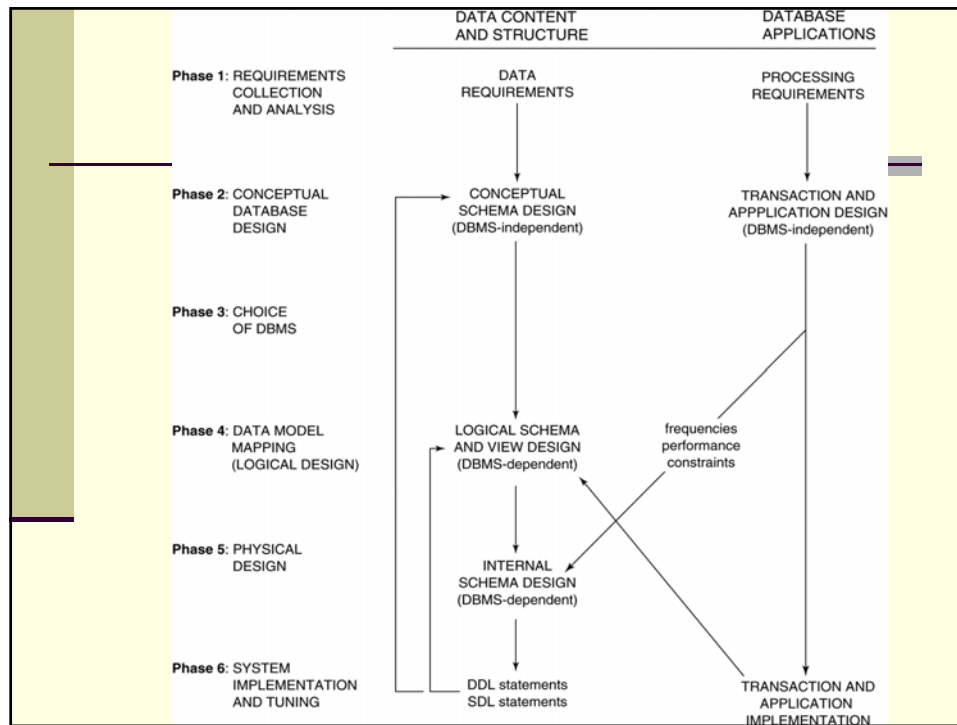 DATA CONTENT
AND STRUCTURE
DATABASE
APPLICATIONS
Phase 1: REQUIREMENTS
COLLECTION
AND ANALYSIS
DATA
REQUIREMENTS
PROCESSING
REQUIREMENTS
Phase 2: CONCEPTUAL
DATABASE
DESIGN
CONCEPTUAL
SCHEMA DESIGN
(DBMS-independent)
TRANSACTION AND
APPPLICATION DESIGN
(DBMS-independent)
Phase 3: CHOICE
OF DBMS
Phase 4: DATA MODEL
MAPPING
(LOGICAL DESIGN)
LOGICAL SCHEMA
AND VIEW DESIGN
(DBMS-dependent)
frequencies
performance
constraints
Phase 5: PHYSICAL
DESIGN
INTERNAL
SCHEMA DESIGN
(DBMS-dependent)
Phase 6: SYSTEM
IMPLEMENTATION
AND TUNING
DDL statements
SDL statements
TRANSACTION AND
APPLICATION
IMPLEMENTATION